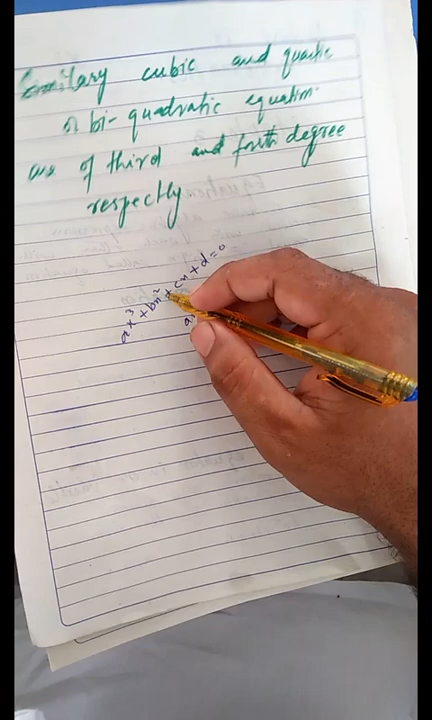 Similary cubic and quartic
or bi-quadratic equation.
are of third and forth degree
respectly
ax³+bx²+cx+d=0